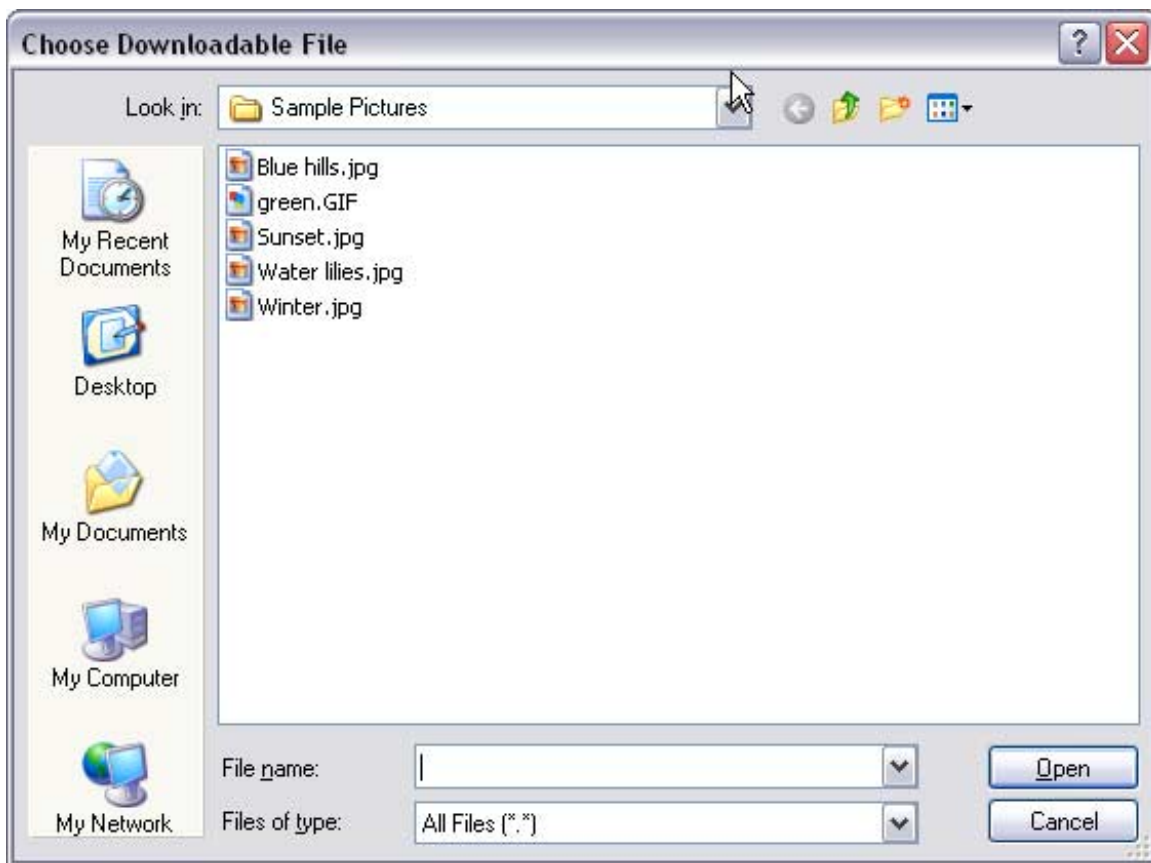 Choose Downloadable File
Look in: Sample Pictures
My Recent
Documents
Desktop
My Documents
My Computer
My Network
Blue hills.jpg
green.GIF
Sunset.jpg
Water lilies.jpg
Winter.jpg
File name:
Open
Files of type: All Files (*.*)
Cancel